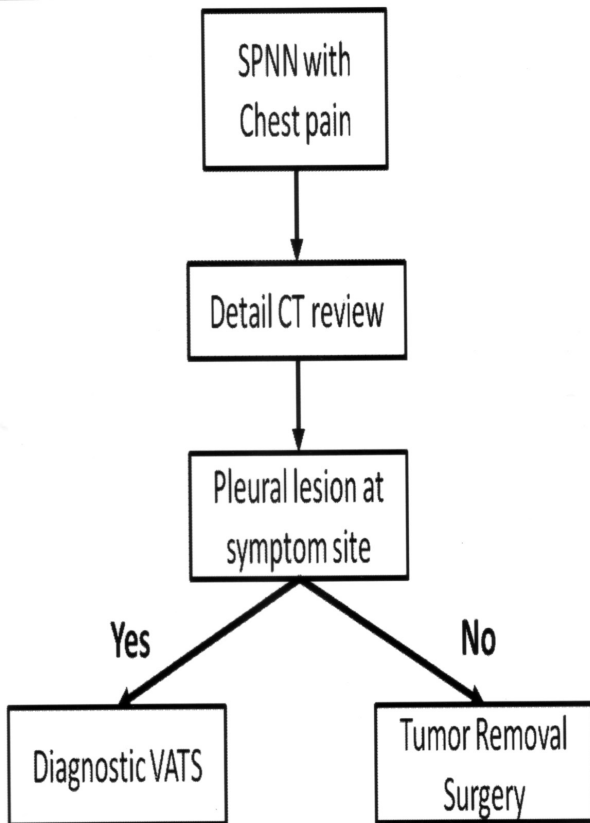 SPNN with
Chest pain
Detail CT review
Pleural lesion at
symptom site
Yes
No
Diagnostic VATS
Tumor Removal
Surgery